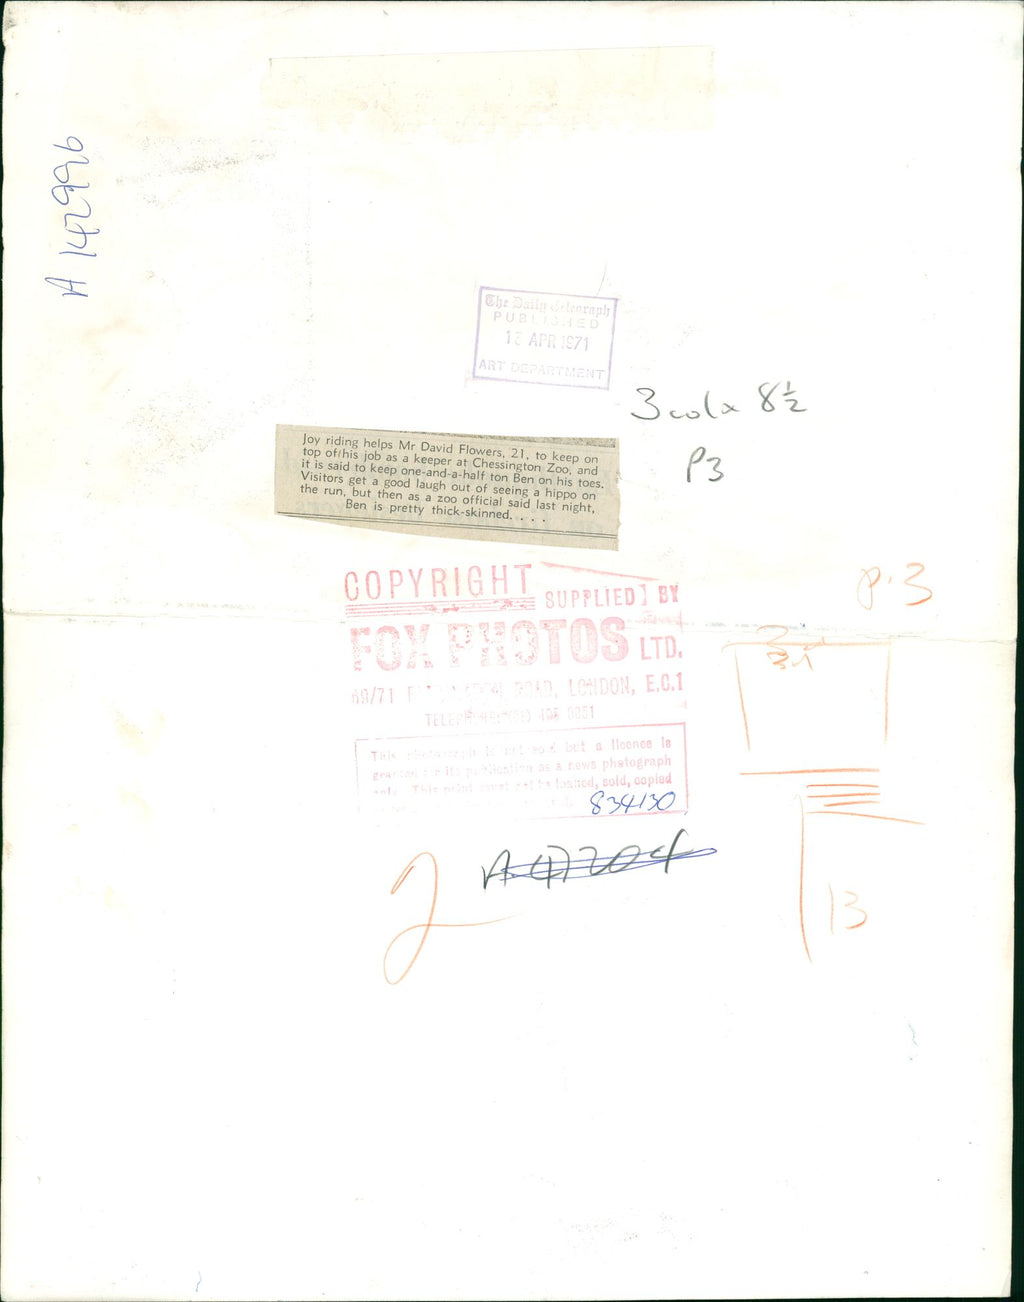 A 142996
The Daily Telegraph
PUBLISHED
APR 1971
ART DEPARTMENT
3 col x 8½
P3
Joy riding helps Mr David Flowers, 21, to keep on
top of his job as a keeper at Chessington Zoo, and
it is said to keep one-and-a-half ton Ben on his toes.
Visitors get a good laugh out of seeing a hippo on
the run, but then as a zoo official said last night,
Ben is pretty thick-skinned. . . .
COPYRIGHT
SUPPLIED BY
FOX PHOTOS LTD.
69/71 ROAD, LONDON, E.C.1
TELEPHONE
This photograph is not sold but a licence is
granted for its publication as a news photograph
only. This print must not be loaned, sold, copied
834130
P.3
A 47204
2
13